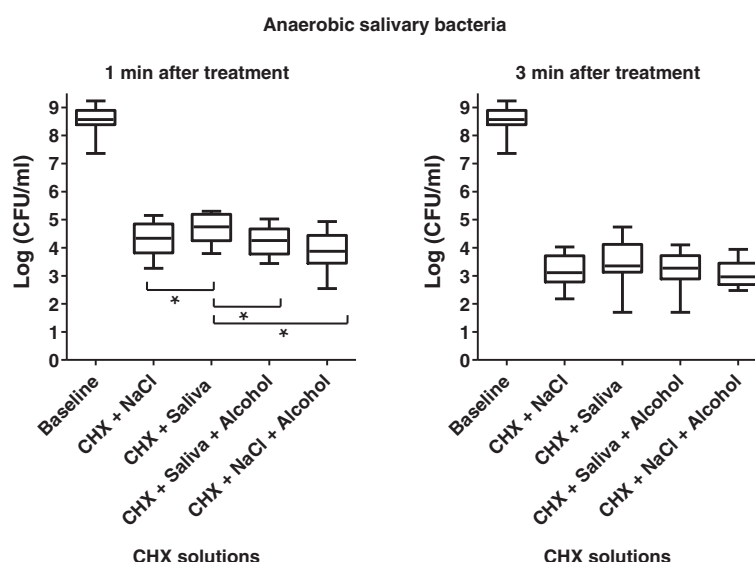 Anaerobic salivary bacteria
1 min after treatment
Log (CFU/ml)
9
8
7
6
5
4
3
2
1
0
*
*
*
Baseline
CHX + NaCl
CHX + Saliva
CHX + Saliva + Alcohol
CHX + NaCl + Alcohol
CHX solutions
3 min after treatment
Log (CFU/ml)
9
8
7
6
5
4
3
2
1
0
Baseline
CHX + NaCl
CHX + Saliva
CHX + Saliva + Alcohol
CHX + NaCl + Alcohol
CHX solutions